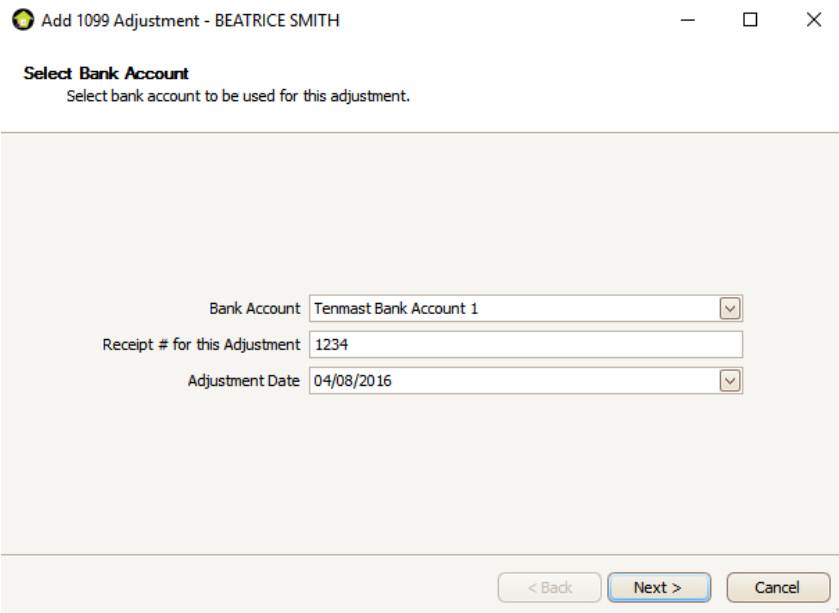 Add 1099 Adjustment - BEATRICE SMITH
Select Bank Account
Select bank account to be used for this adjustment.
Bank Account Tenmast Bank Account 1
Receipt # for this Adjustment 1234
Adjustment Date 04/08/2016
< Back Next > Cancel